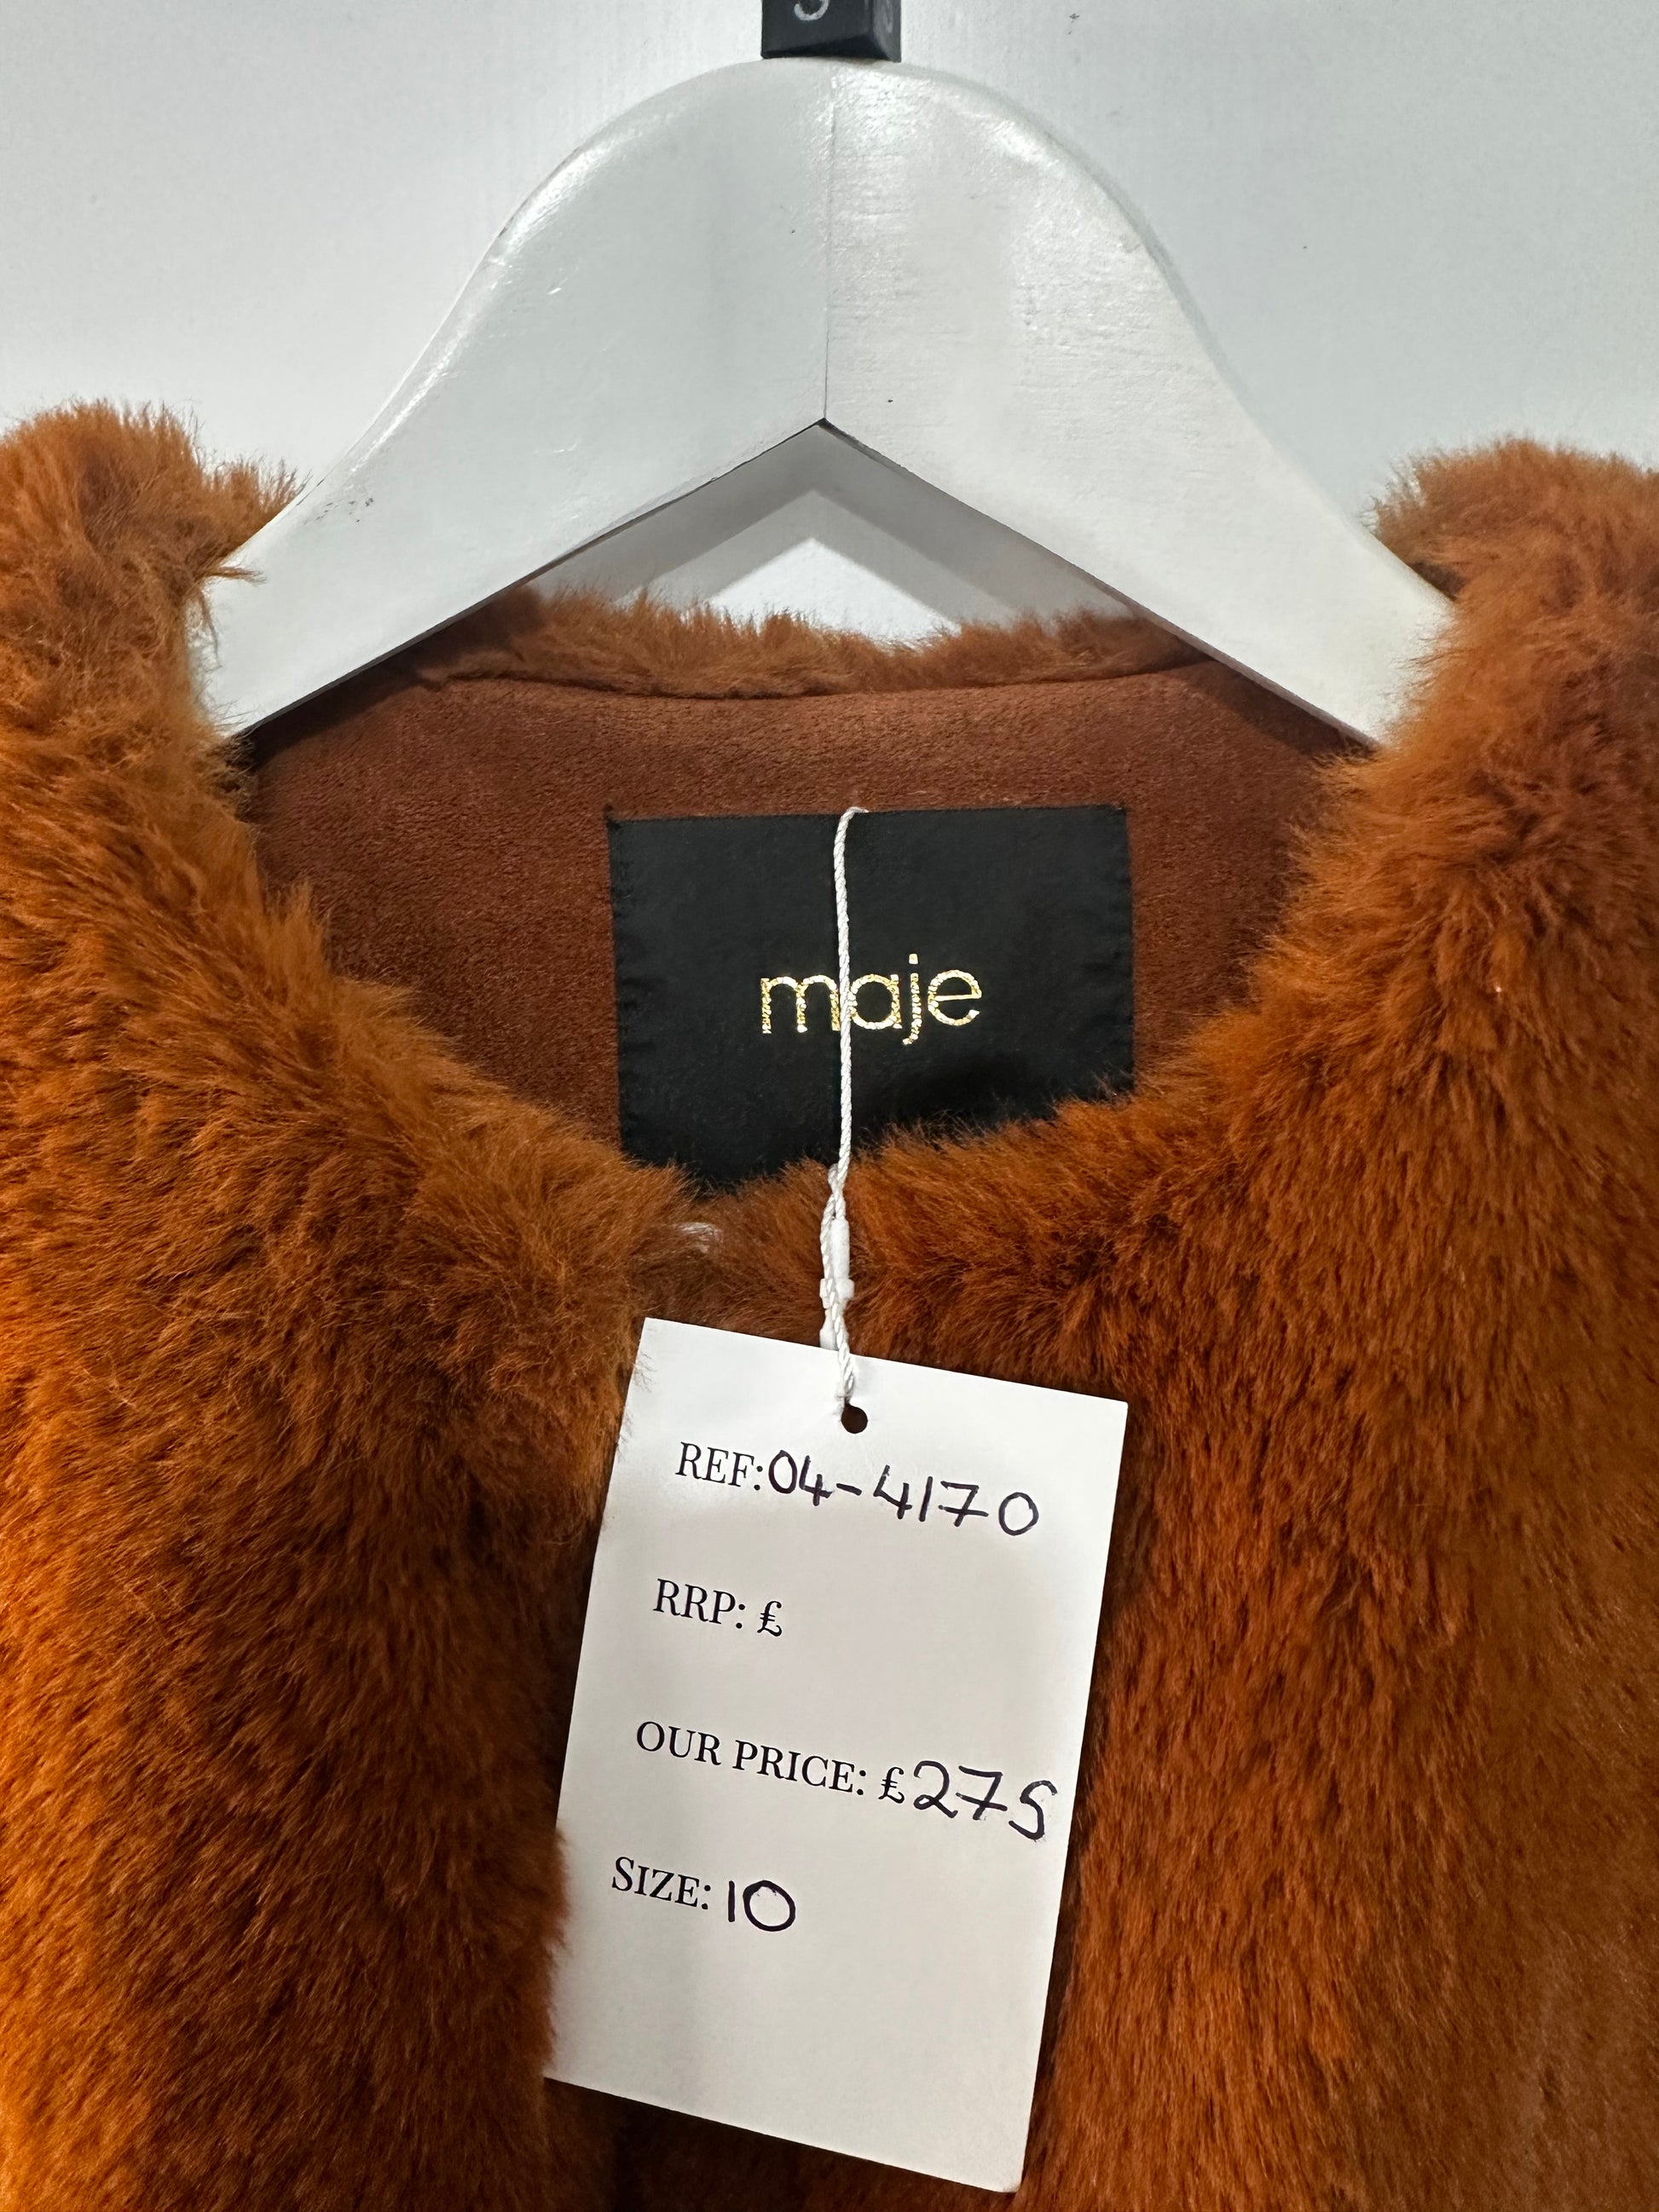 maje
REF:04-4170
RRP: £
OUR PRICE: £275
SIZE: 10